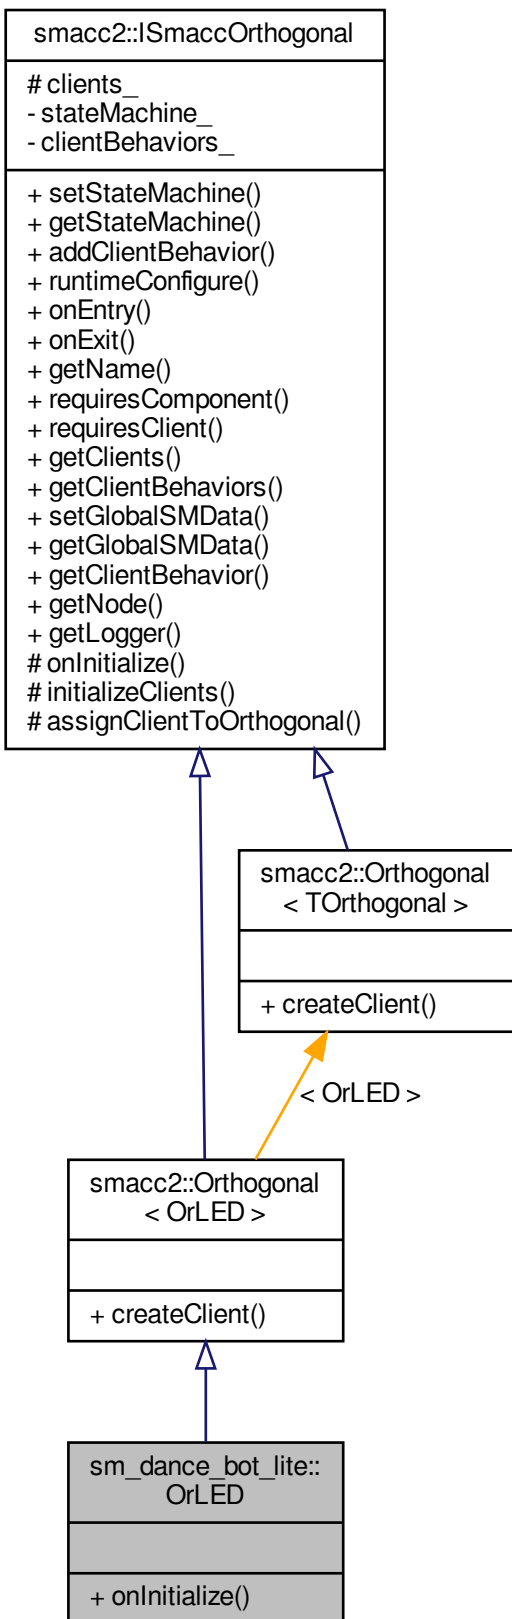 smacc2::ISmaccOrthogonal
# clients_
- stateMachine_
- clientBehaviors_
+ setStateMachine()
+ getStateMachine()
+ addClientBehavior()
+ runtimeConfigure()
+ onEntry()
+ onExit()
+ getName()
+ requiresComponent()
+ requiresClient()
+ getClients()
+ getClientBehaviors()
+ setGlobalSMData()
+ getGlobalSMData()
+ getClientBehavior()
+ getNode()
+ getLogger()
# onInitialize()
# initializeClients()
# assignClientToOrthogonal()
smacc2::Orthogonal
< TOrthogonal >
+ createClient()
< OrLED >
smacc2::Orthogonal
< OrLED >
+ createClient()
sm_dance_bot_lite::
OrLED
+ onInitialize()